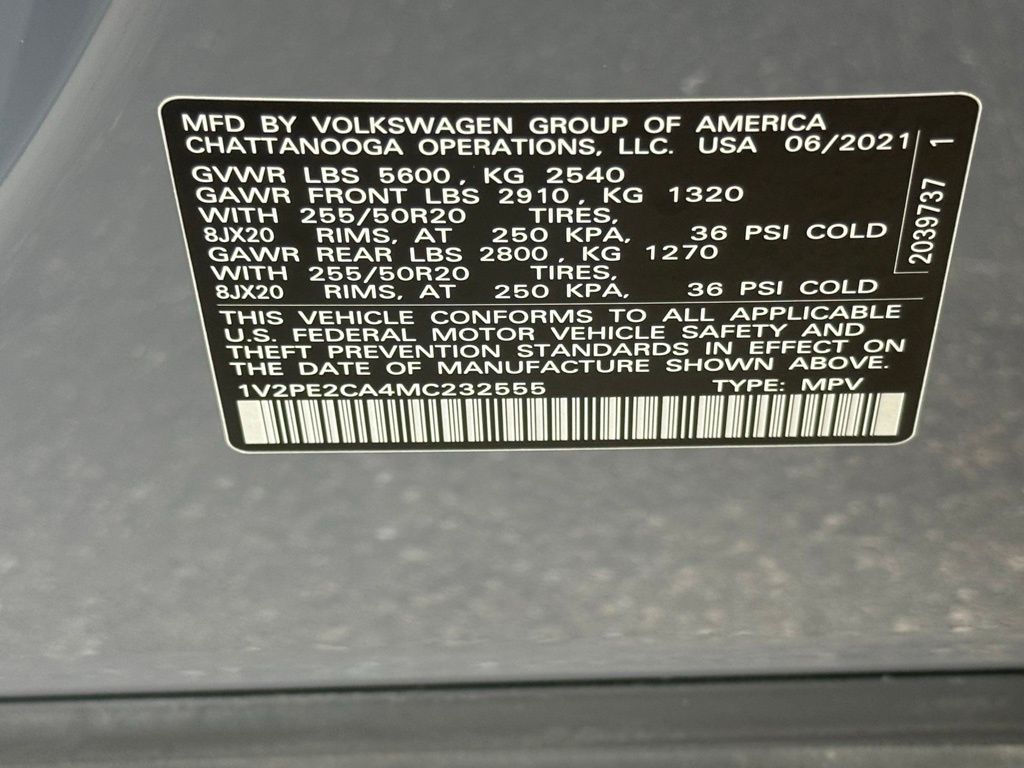 MFD BY VOLKSWAGEN GROUP OF AMERICA
CHATTANOOGA OPERATIONS, LLC. USA 06/2021
GVWR LBS 5600, KG 2540
GAWR FRONT LBS 2910, KG 1320
WITH 255/50R20 TIRES,
8JX20 RIMS, AT 250 KPA, 36 PSI COLD
GAWR REAR LBS 2800, KG 1270
WITH 255/50R20 TIRES,
8JX20 RIMS, AT 250 KPA, 36 PSI COLD
THIS VEHICLE CONFORMS TO ALL APPLICABLE
U.S. FEDERAL MOTOR VEHICLE SAFETY AND
THEFT PREVENTION STANDARDS IN EFFECT ON
THE DATE OF MANUFACTURE SHOWN ABOVE.
1V2PE2CA4MC232555 TYPE: MPV
2039737 1